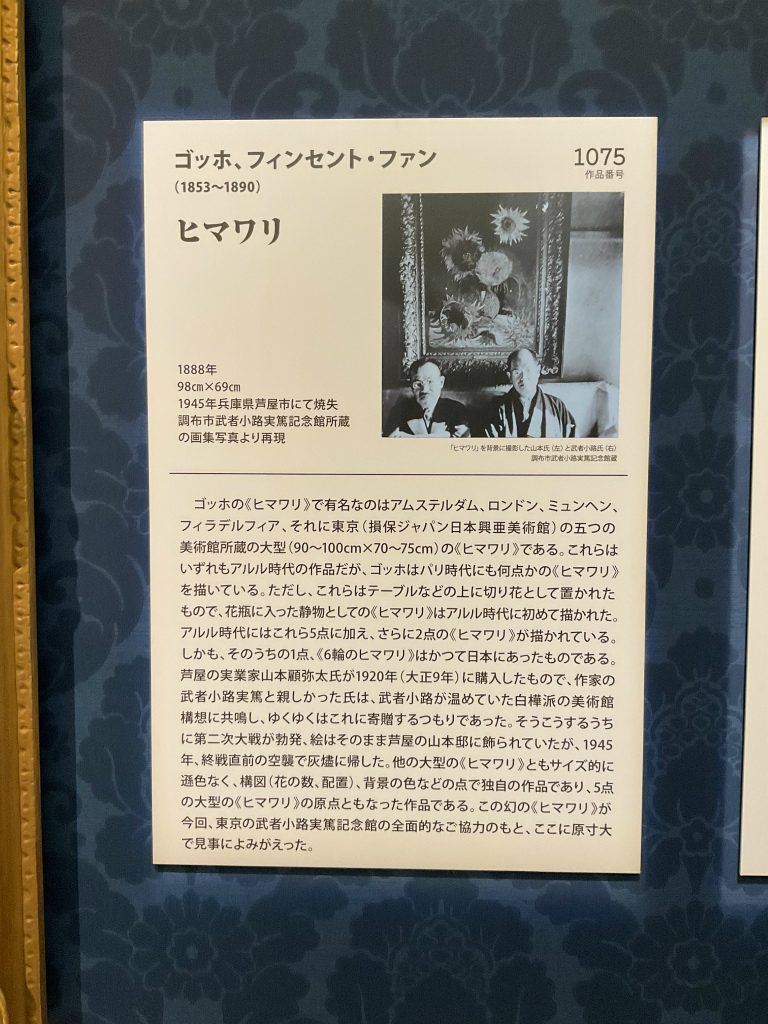 ゴッホ、フィンセント・ファン
(1853〜1890)
1075
作品番号
ヒマワリ
1888年
98㎝×69㎝
1945年兵庫県芦屋市にて焼失
調布市武者小路実篤記念館所蔵
の画集写真より再現
「ヒマワリ」を背景に撮影した山本氏(左)と武者小路氏(右)
調布市武者小路実篤記念館蔵
ゴッホの《ヒマワリ》で有名なのはアムステルダム、ロンドン、ミュンヘン、
フィラデルフィア、それに東京(損保ジャパン日本興亜美術館)の五つの
美術館所蔵の大型(90〜100cm×70〜75cm)の《ヒマワリ》である。これらは
いずれもアルル時代の作品だが、ゴッホはパリ時代にも何点かの《ヒマワリ》
を描いている。ただし、これらはテーブルなどの上に切り花として置かれた
もので、花瓶に入った静物としての《ヒマワリ》はアルル時代に初めて描かれた。
アルル時代にはこれら5点に加え、さらに2点の《ヒマワリ》が描かれている。
しかも、そのうちの1点、《6輪のヒマワリ》はかつて日本にあったものである。
芦屋の実業家山本顧弥太氏が1920年(大正9年)に購入したもので、作家の
武者小路実篤と親しかった氏は、武者小路が温めていた白樺派の美術館
構想に共鳴し、ゆくゆくはこれに寄贈するつもりであった。そうこうするうち
に第二次大戦が勃発、絵はそのまま芦屋の山本邸に飾られていたが、1945
年、終戦直前の空襲で灰燼に帰した。他の大型の《ヒマワリ》ともサイズ的に
遜色なく、構図(花の数、配置)、背景の色などの点で独自の作品であり、5点
の大型の《ヒマワリ》の原点ともなった作品である。この幻の《ヒマワリ》が
今回、東京の武者小路実篤記念館の全面的なご協力のもと、ここに原寸大
で見事によみがえった。